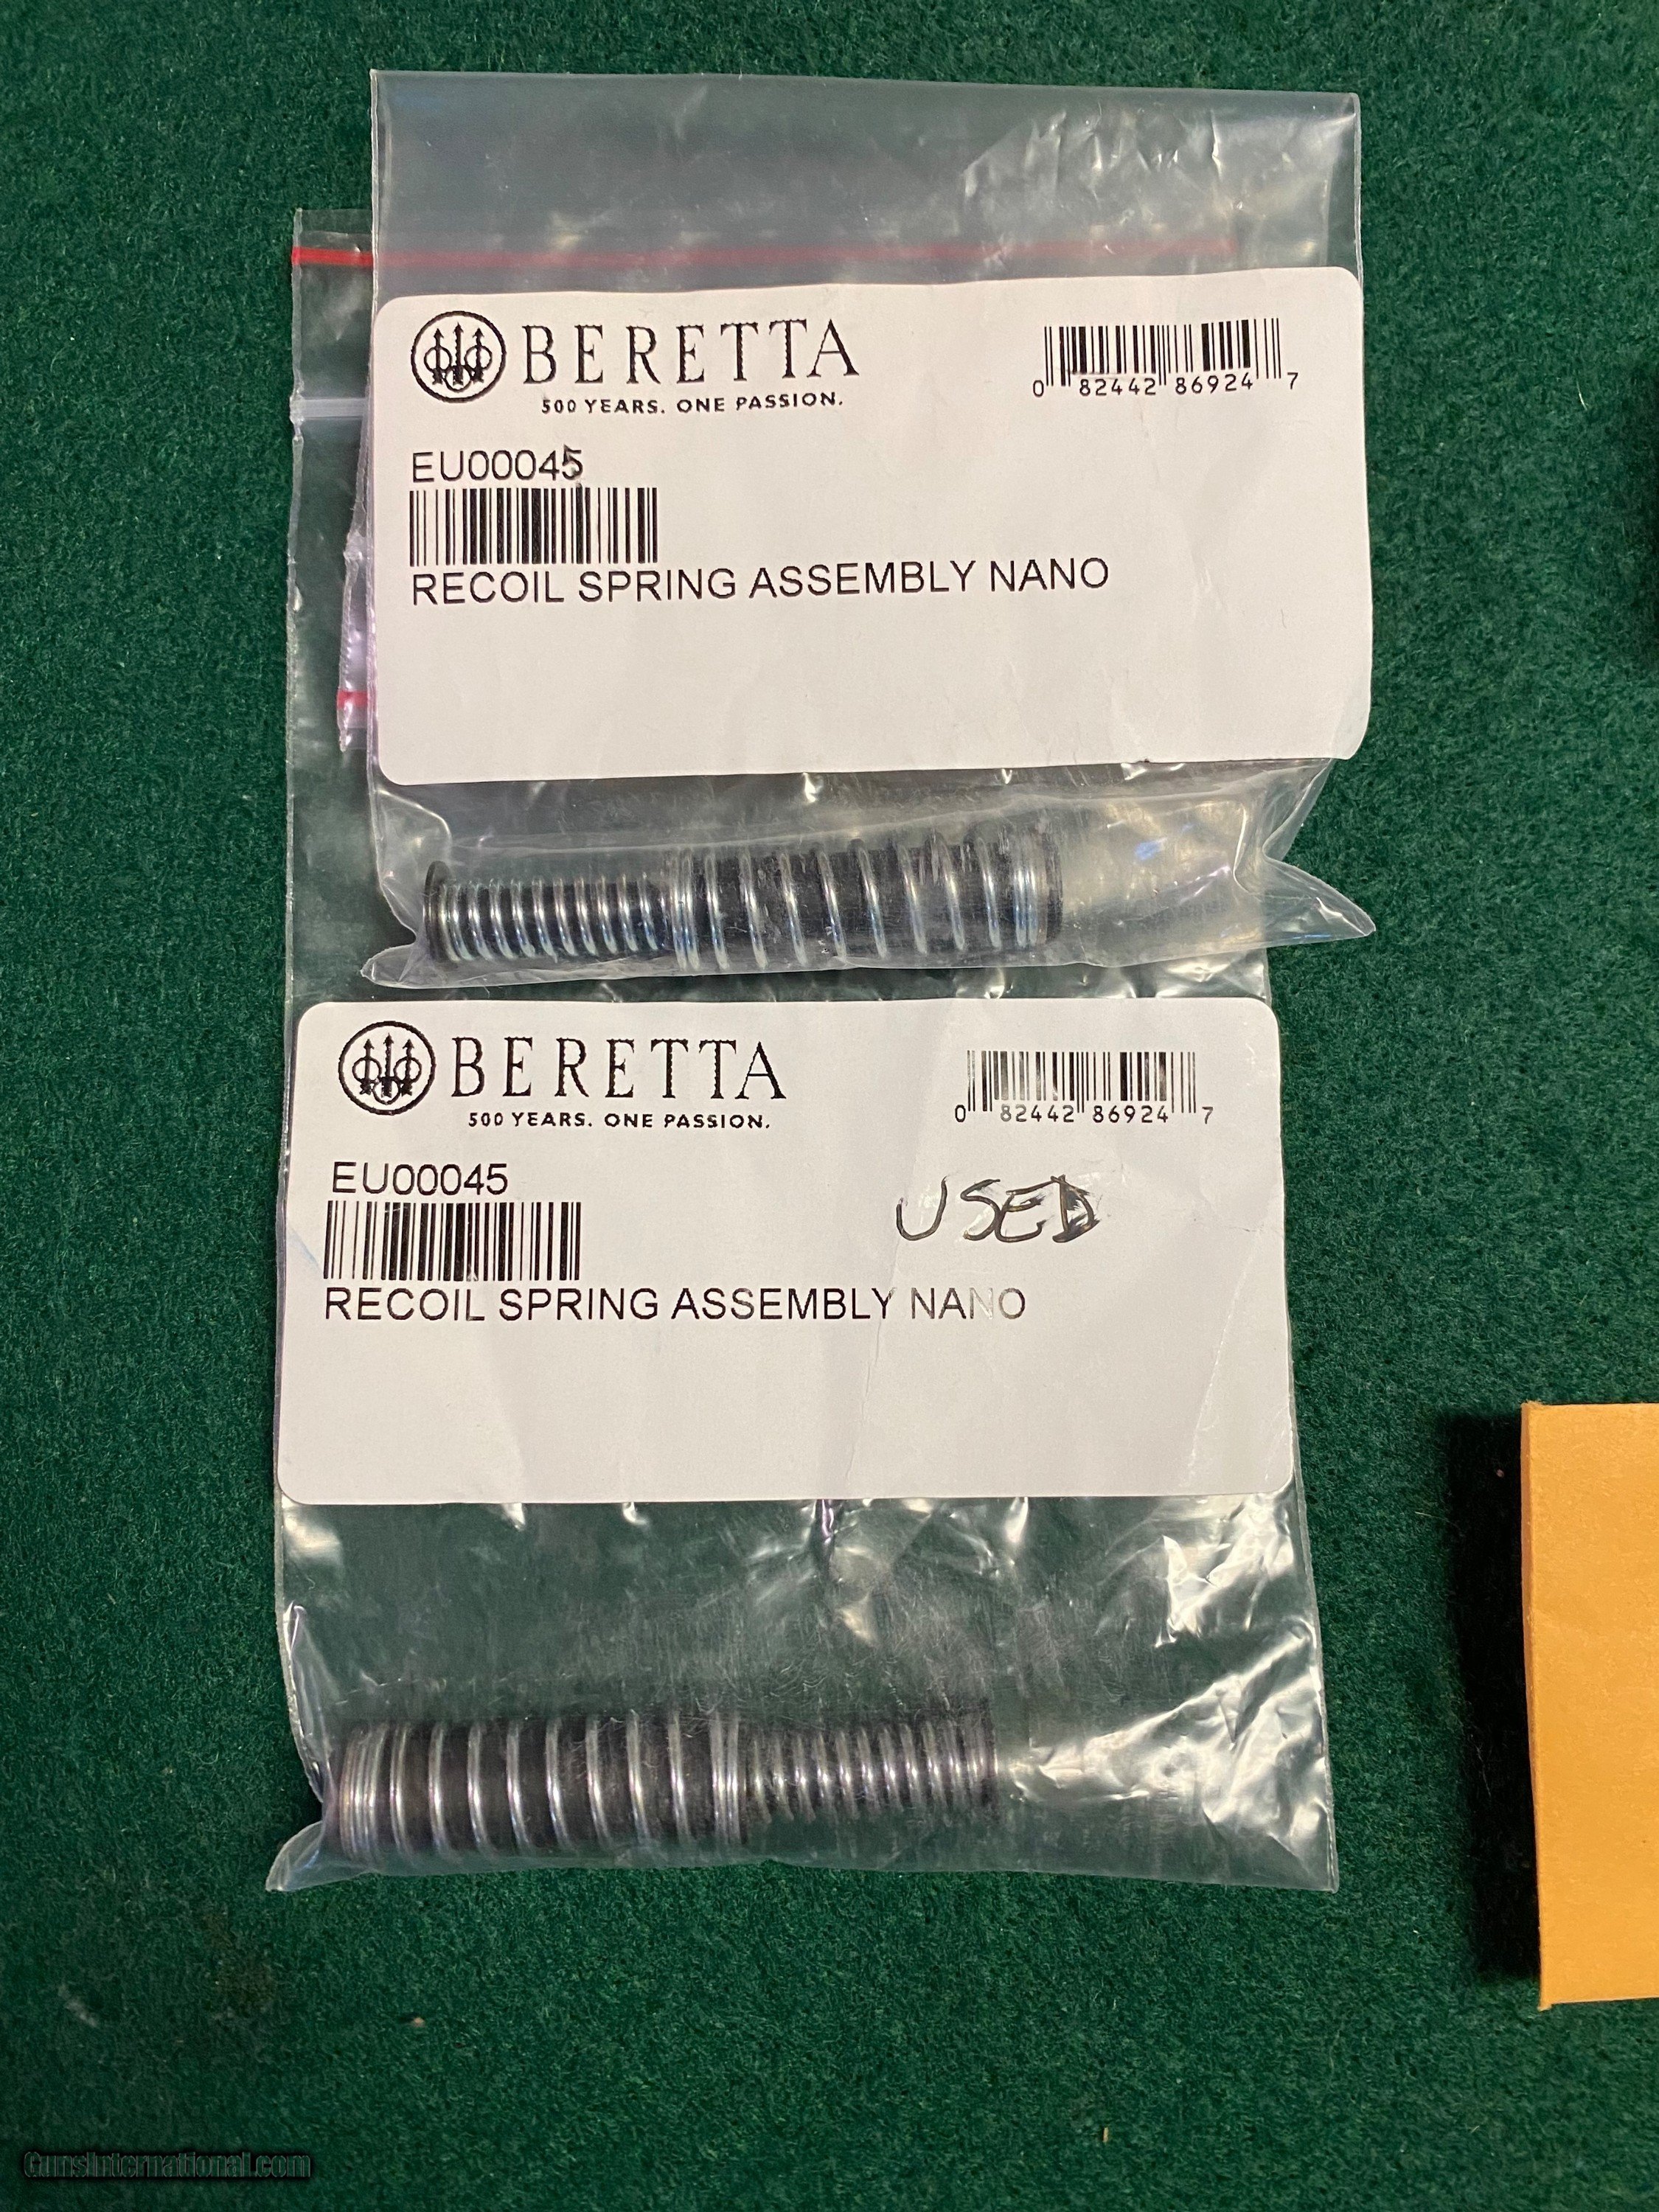 BERETTA
500 YEARS. ONE PASSION.
0 82442 86924 7
EU00045
RECOIL SPRING ASSEMBLY NANO
BERETTA
500 YEARS. ONE PASSION.
0 82442 86924 7
EU00045
USED
RECOIL SPRING ASSEMBLY NANO
GunsInternational.com